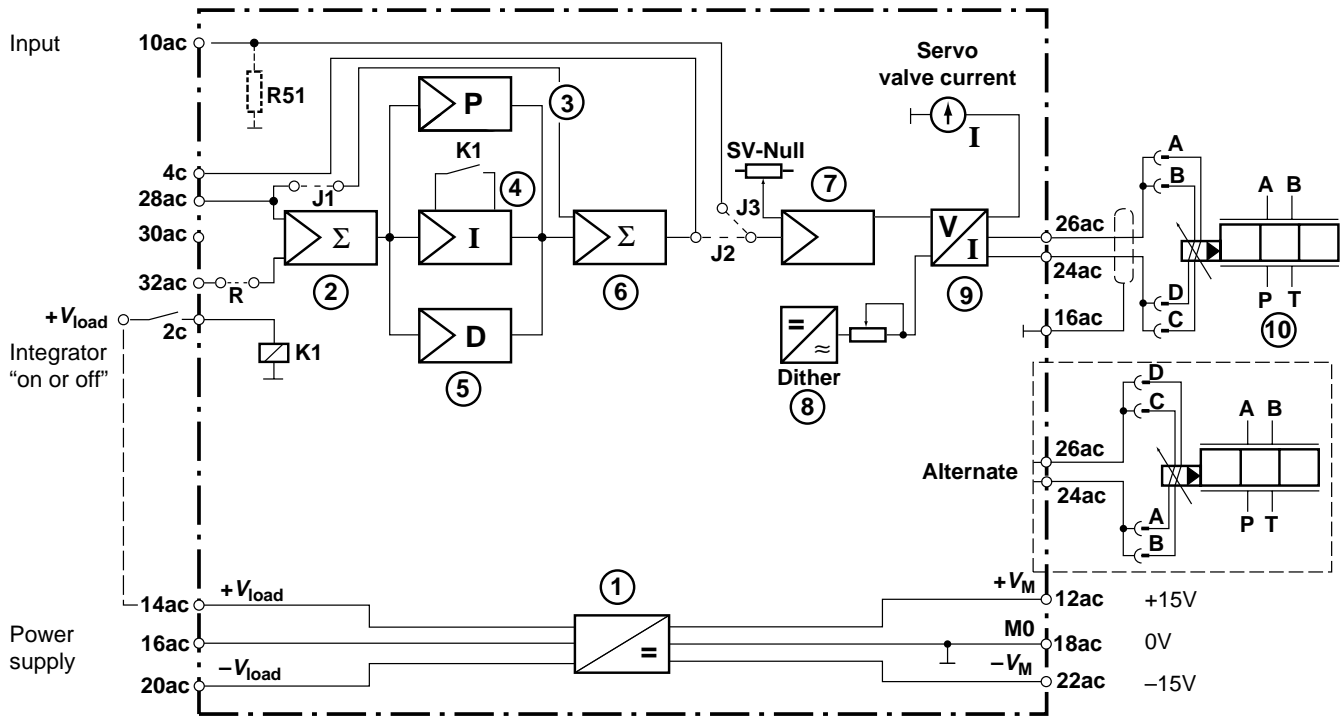 Input
10ac
R51
4c
28ac
J1
30ac
32ac
R
+Vload
2c
Integrator
"on or off"
K1
P
3
K1
4
I
Σ
2
D
5
Σ
6
J3
J2
SV-Null
7
Servo
valve current
I
V
I
9
=
≈
Dither
8
26ac
24ac
16ac
A
B
D
C
A B
P T
10
Alternate
26ac
24ac
D
C
A
B
A B
P T
Power
supply
14ac
+Vload
16ac
–Vload
20ac
1
=
+VM
12ac +15V
M0
18ac 0V
–VM
22ac –15V